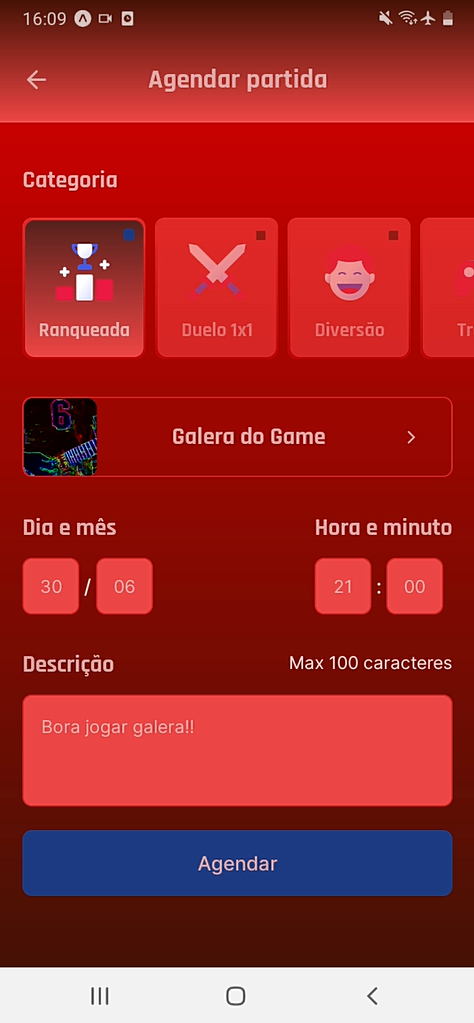 16:09
Agendar partida
Categoria
Ranqueada
Duelo 1x1
Diversão
Tr
6
Galera do Game
Dia e mês
Hora e minuto
30 / 06
21 : 00
Descrição
Max 100 caracteres
Bora jogar galera!!
Agendar